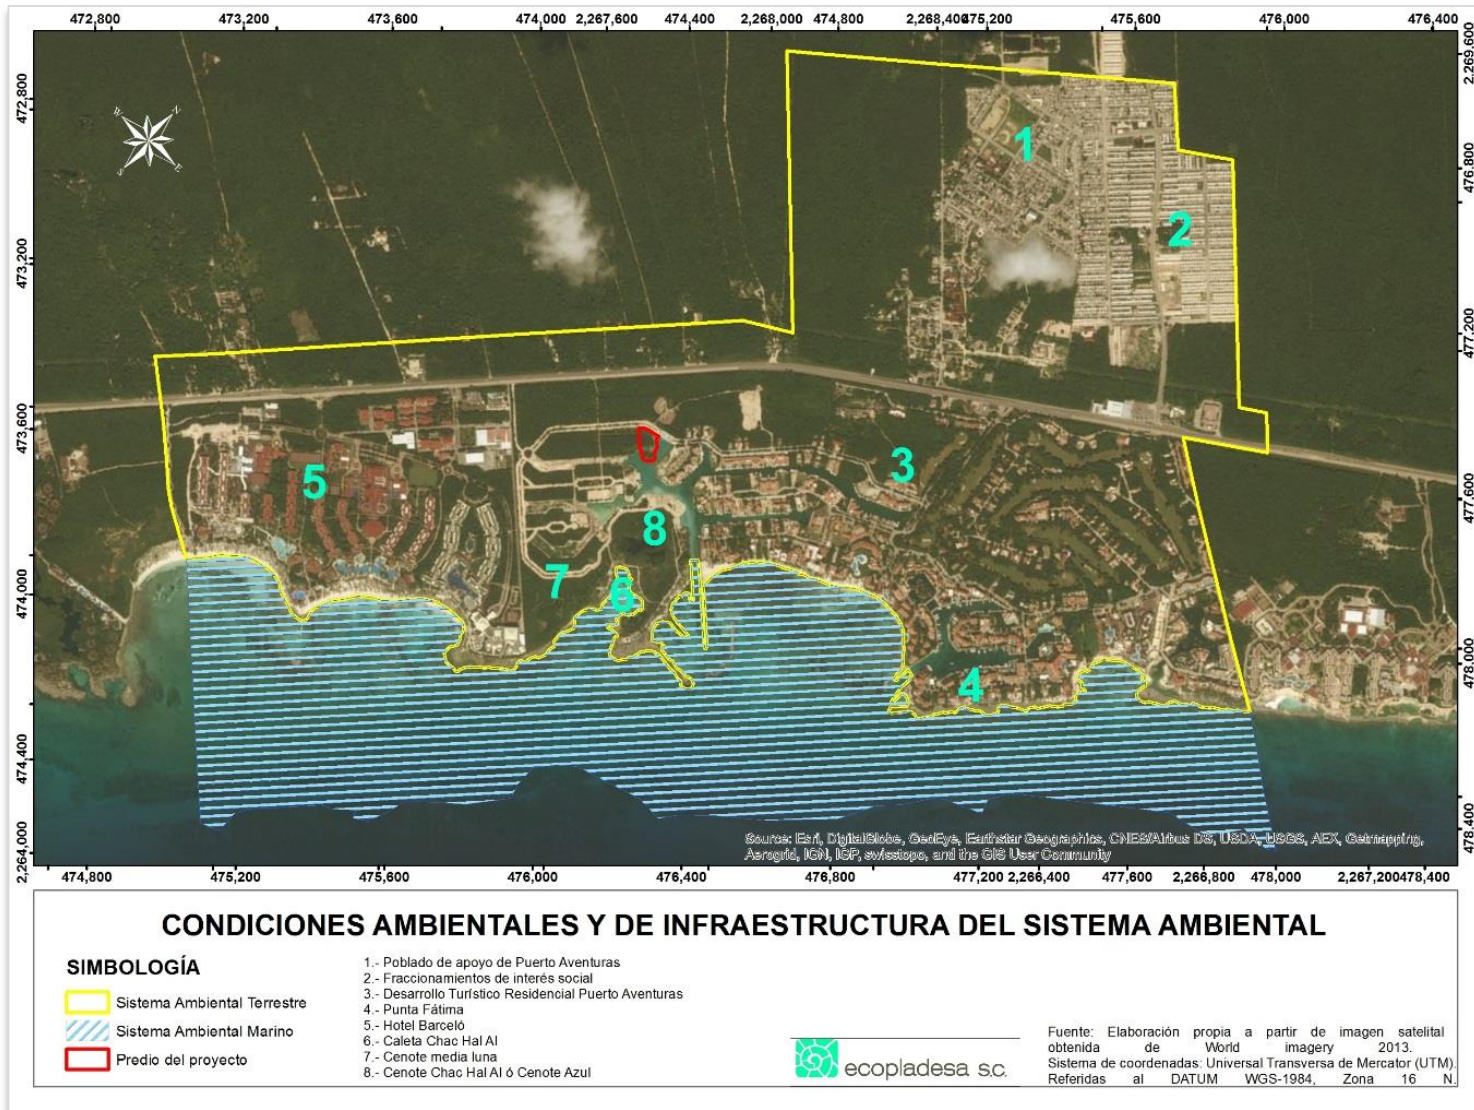 472,800 473,200 473,600 474,000 2,267,600 474,400 2,268,000 474,800 2,268,400 475,200 475,600 476,000 476,400
472,800
473,200
473,600
474,000
474,400
2,264,000
2,269,600
476,800
477,200
477,600
478,000
478,400
W N
S E
1
2
3
5
8
7
6
4
Source: Esri, DigitalGlobe, GeoEye, Earthstar Geographics, CNES/Airbus DS, USDA, USGS, AEX, Getmapping,
Aerogrid, IGN, IGP, swisstopo, and the GIS User Community
474,800 475,200 475,600 476,000 476,400 476,800 477,200 2,266,400 477,600 2,266,800 478,000 2,267,200 478,400
CONDICIONES AMBIENTALES Y DE INFRAESTRUCTURA DEL SISTEMA AMBIENTAL
SIMBOLOGÍA
Sistema Ambiental Terrestre
Sistema Ambiental Marino
Predio del proyecto
1.- Poblado de apoyo de Puerto Aventuras
2.- Fraccionamientos de interés social
3.- Desarrollo Turístico Residencial Puerto Aventuras
4.- Punta Fátima
5.- Hotel Barceló
6.- Caleta Chac Hal Al
7.- Cenote media luna
8.- Cenote Chac Hal Al ó Cenote Azul
ecopladesa s.c.
Fuente: Elaboración propia a partir de imagen satelital
obtenida de World imagery 2013.
Sistema de coordenadas: Universal Transversa de Mercator (UTM).
Referidas al DATUM WGS-1984, Zona 16 N.